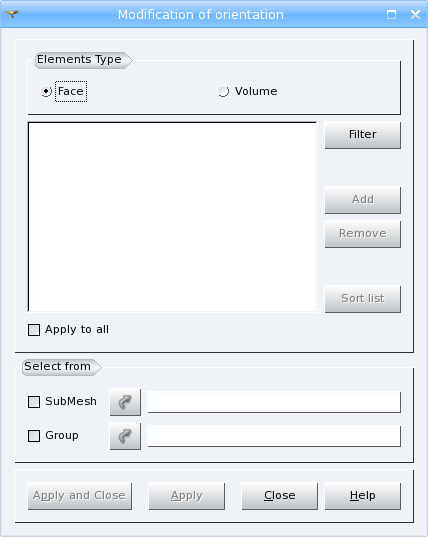 Modification of orientation
Elements Type
Face
Volume
Filter
Add
Remove
Sort list
Apply to all
Select from
SubMesh
Group
Apply and Close
Apply
Close
Help